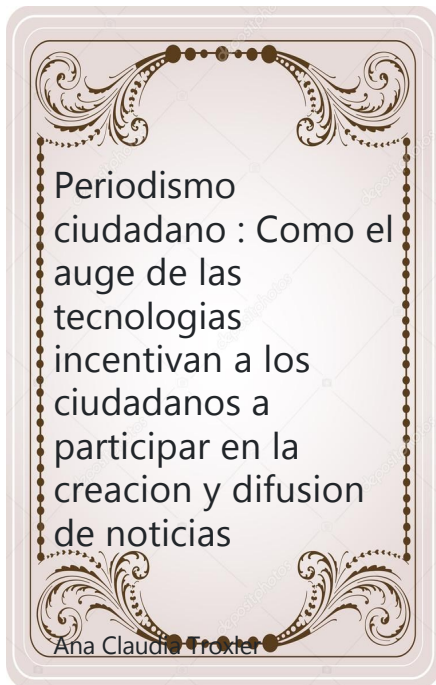 Periodismo
ciudadano : Como el
auge de las
tecnologias
incentivan a los
ciudadanos a
participar en la
creacion y difusion
de noticias
Ana Claudia Troxler